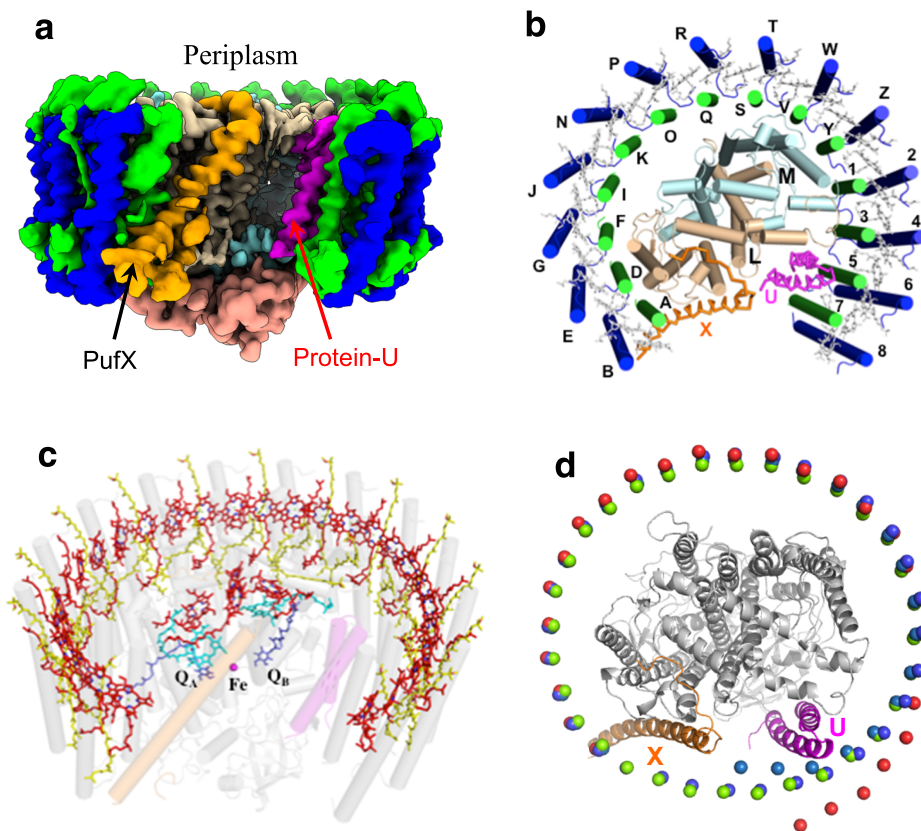 a
Periplasm
PufX
Protein-U
b
T
R
W
P
Z
N
Q
S
V
O
Y
2
K
M
1
J
I
3
4
F
L
5
G
D
U
6
A
7
E
X
8
B
c
QA
Fe
QB
d
U
X